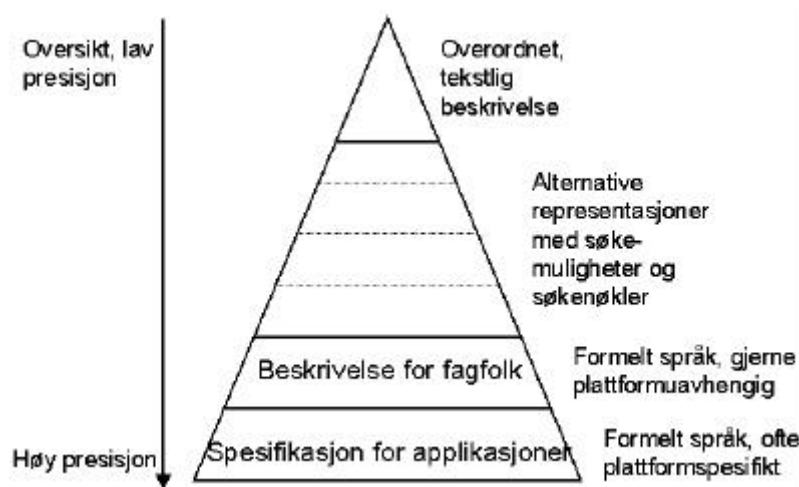 Oversikt, lav
presisjon
Overordnet,
tekstlig
beskrivelse
Alternative
representasjoner
med søke-
muligheter og
søkenøkler
Beskrivelse for fagfolk
Formelt språk, gjerne
plattformuavhengig
Høy presisjon
Spesifikasjon for applikasjoner
Formelt språk, ofte
plattformspesifikt